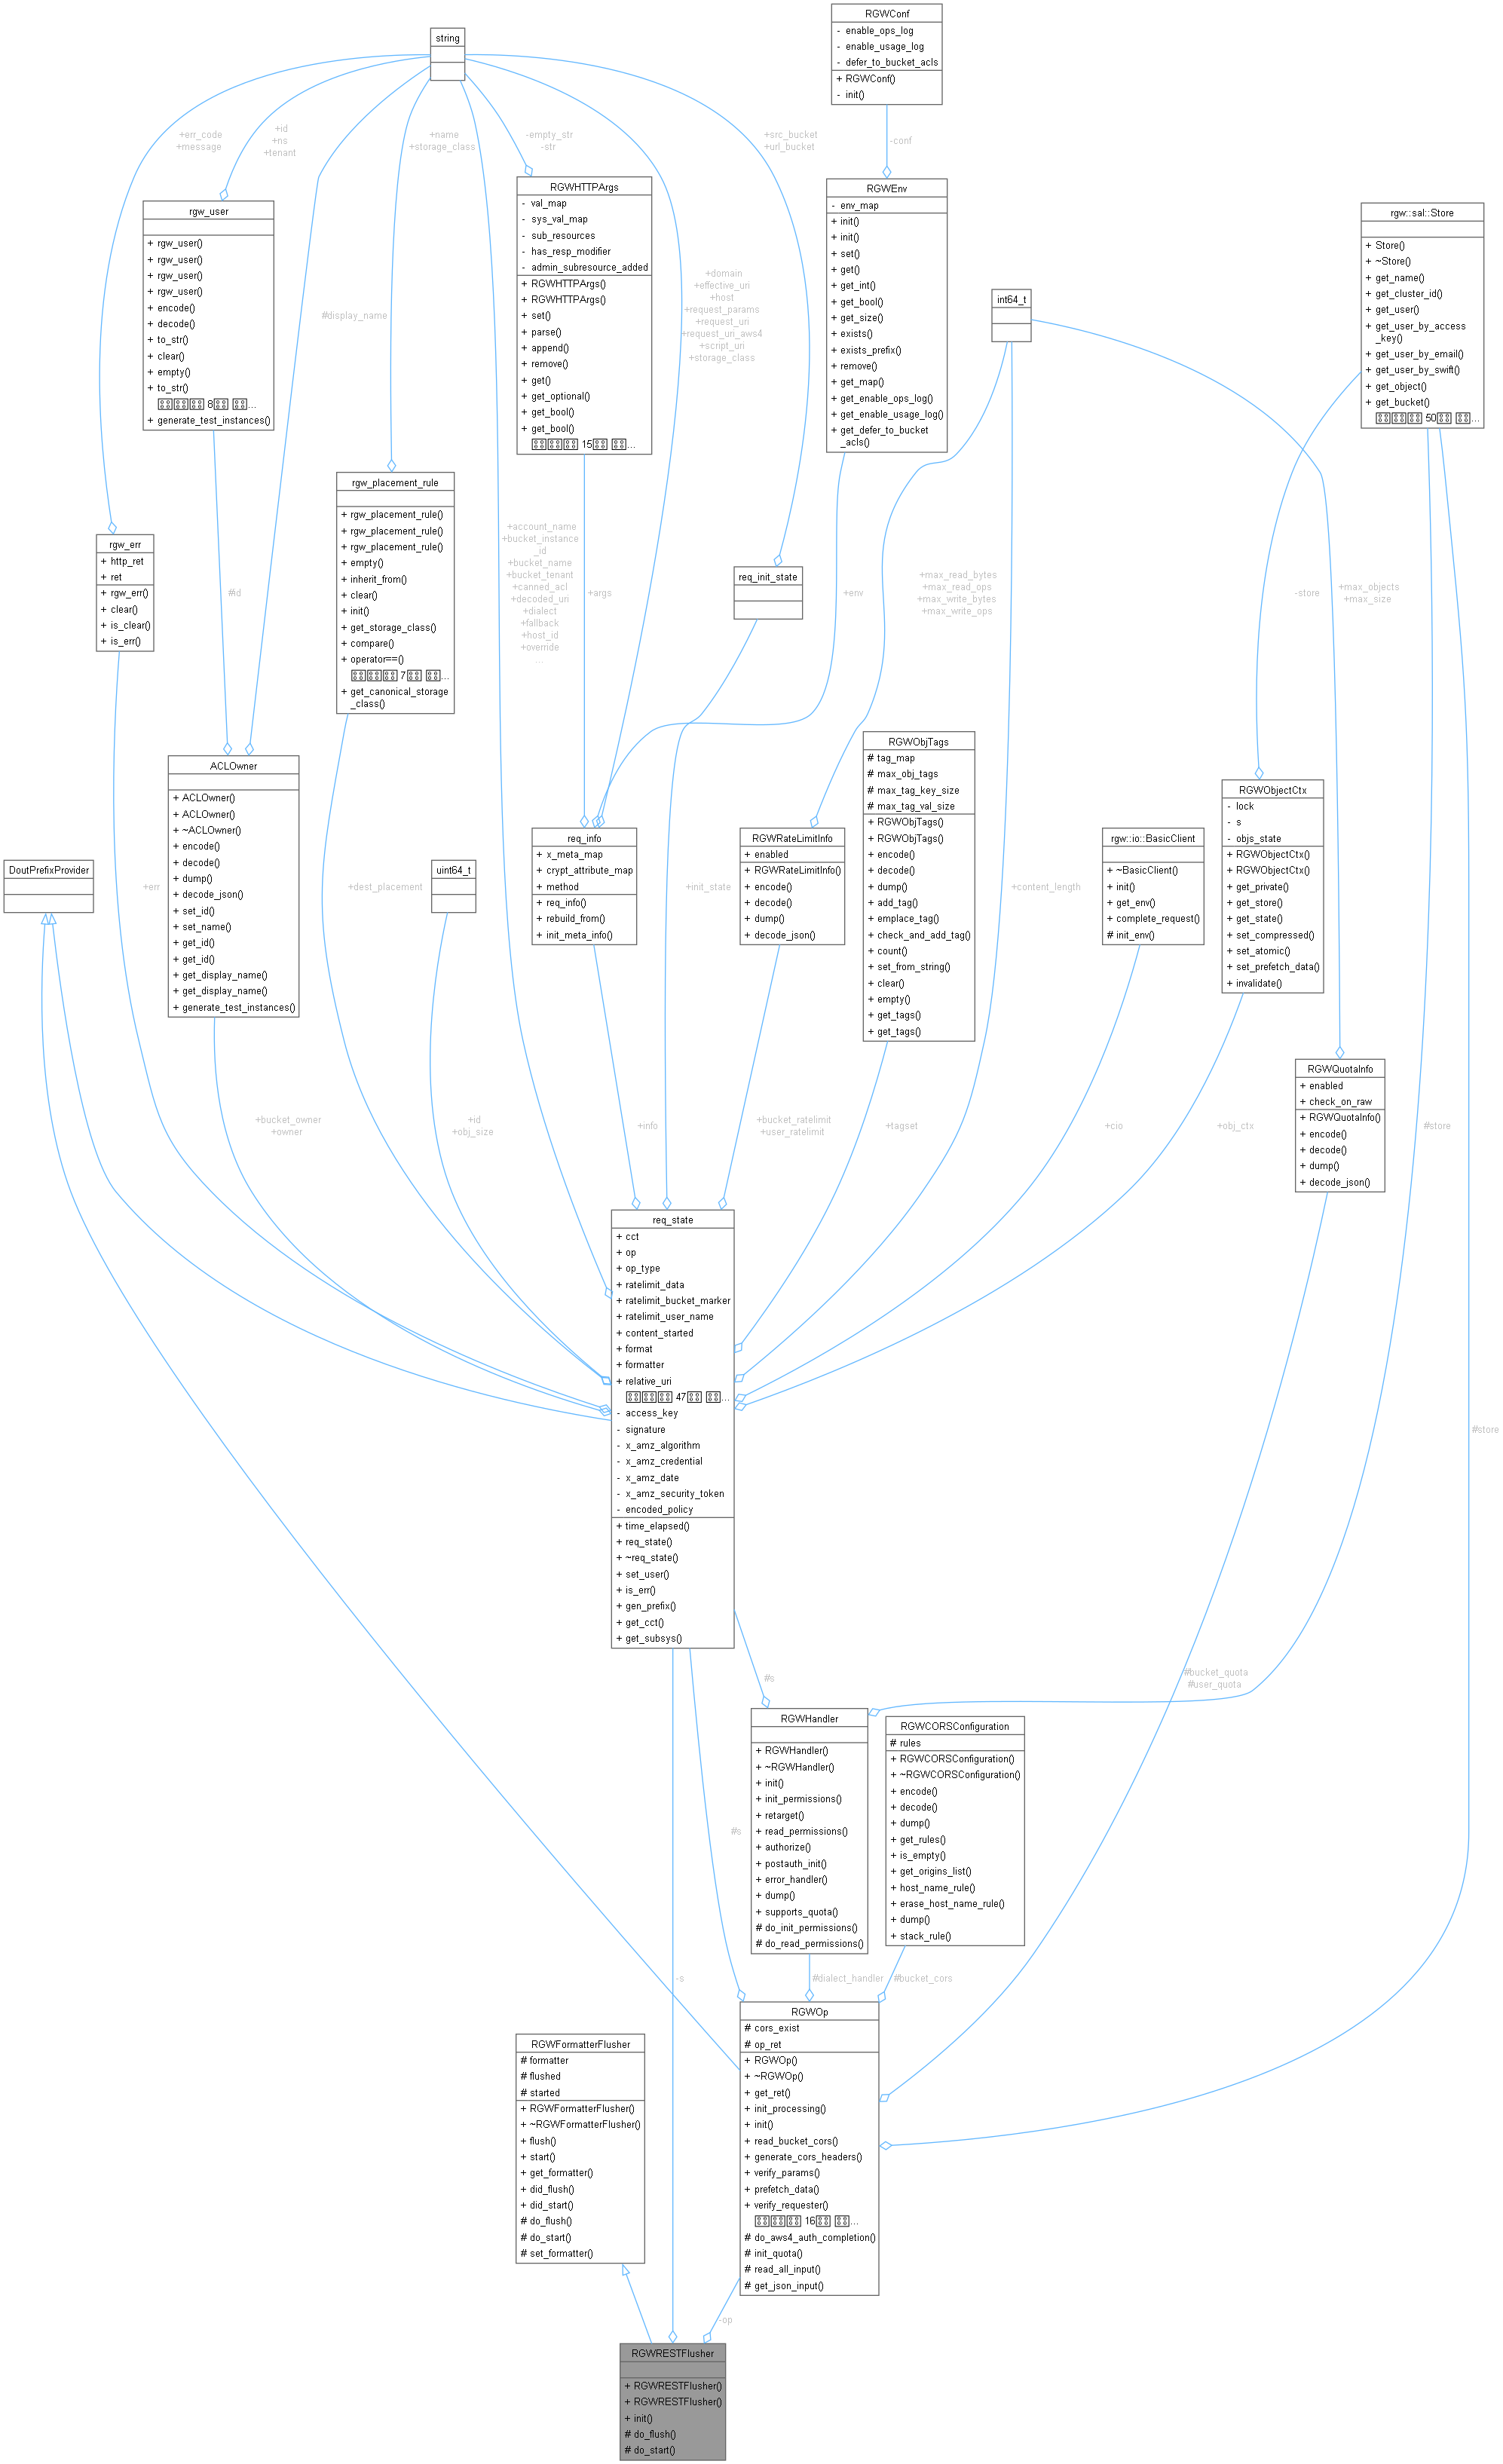 RGWConf
- enable_ops_log
- enable_usage_log
- defer_to_bucket_acls
+ RGWConf()
- init()
string
+err_code
+message
+id
+ns
+tenant
+name
+storage_class
-empty_str
-str
+src_bucket
+url_bucket
-conf
rgw_user
+ rgw_user()
+ rgw_user()
+ rgw_user()
+ rgw_user()
+ encode()
+ decode()
+ to_str()
+ clear()
+ empty()
+ to_str()
8
...
+ generate_test_instances()
#display_name
RGWHTTPArgs
- val_map
- sys_val_map
- sub_resources
- has_resp_modifier
- admin_subresource_added
+ RGWHTTPArgs()
+ RGWHTTPArgs()
+ set()
+ parse()
+ append()
+ remove()
+ get()
+ get_optional()
+ get_bool()
+ get_bool()
15
...
+domain
+effective_uri
+host
+request_params
+request_uri
+request_uri_aws4
+script_uri
+storage_class
RGWEnv
- env_map
+ init()
+ init()
+ set()
+ get()
+ get_int()
+ get_bool()
+ get_size()
+ exists()
+ exists_prefix()
+ remove()
+ get_map()
+ get_enable_ops_log()
+ get_enable_usage_log()
+ get_defer_to_bucket
_acls()
int64_t
rgw::sal::Store
+ Store()
+ ~Store()
+ get_name()
+ get_cluster_id()
+ get_user()
+ get_user_by_access
_key()
+ get_user_by_email()
+ get_user_by_swift()
+ get_object()
+ get_bucket()
50
...
rgw_err
+ http_ret
+ ret
+ rgw_err()
+ clear()
+ is_clear()
+ is_err()
#id
rgw_placement_rule
+ rgw_placement_rule()
+ rgw_placement_rule()
+ rgw_placement_rule()
+ empty()
+ inherit_from()
+ clear()
+ init()
+ get_storage_class()
+ compare()
+ operator==()
7
...
+ get_canonical_storage
_class()
+account_name
+bucket_instance
_id
+bucket_name
+bucket_tenant
+canned_acl
+decoded_uri
+dialect
+fallback
+host_id
+override
...
+args
req_init_state
+env
+max_read_bytes
+max_read_ops
+max_write_bytes
+max_write_ops
-store
+max_objects
+max_size
ACLOwner
+ ACLOwner()
+ ACLOwner()
+ ~ACLOwner()
+ encode()
+ decode()
+ dump()
+ decode_json()
+ set_id()
+ set_name()
+ get_id()
+ get_id()
+ get_display_name()
+ get_display_name()
+ generate_test_instances()
DoutPrefixProvider
+err
+dest_placement
uint64_t
req_info
+ x_meta_map
+ crypt_attribute_map
+ method
+ req_info()
+ rebuild_from()
+ init_meta_info()
+init_state
RGWRateLimitInfo
+ enabled
+ RGWRateLimitInfo()
+ encode()
+ decode()
+ dump()
+ decode_json()
RGWObjTags
# tag_map
# max_obj_tags
# max_tag_key_size
# max_tag_val_size
+ RGWObjTags()
+ RGWObjTags()
+ encode()
+ decode()
+ dump()
+ add_tag()
+ emplace_tag()
+ check_and_add_tag()
+ count()
+ set_from_string()
+ clear()
+ empty()
+ get_tags()
+ get_tags()
+content_length
rgw::io::BasicClient
+ ~BasicClient()
+ init()
+ get_env()
+ complete_request()
# init_env()
RGWObjectCtx
- lock
- s
- objs_state
+ RGWObjectCtx()
+ RGWObjectCtx()
+ get_private()
+ get_store()
+ get_state()
+ set_compressed()
+ set_atomic()
+ set_prefetch_data()
+ invalidate()
RGWQuotaInfo
+ enabled
+ check_on_raw
+ RGWQuotaInfo()
+ encode()
+ decode()
+ dump()
+ decode_json()
+bucket_owner
+owner
+id
+obj_size
+info
+bucket_ratelimit
+user_ratelimit
+tagset
+cio
+obj_ctx
#store
#store
req_state
+ cct
+ op
+ op_type
+ ratelimit_data
+ ratelimit_bucket_marker
+ ratelimit_user_name
+ content_started
+ format
+ formatter
+ relative_uri
47
...
- access_key
- signature
- x_amz_algorithm
- x_amz_credential
- x_amz_date
- x_amz_security_token
- encoded_policy
+ time_elapsed()
+ req_state()
+ ~req_state()
+ set_user()
+ is_err()
+ gen_prefix()
+ get_cct()
+ get_subsys()
#s
#bucket_quota
#user_quota
RGWHandler
+ RGWHandler()
+ ~RGWHandler()
+ init()
+ init_permissions()
+ retarget()
+ read_permissions()
+ authorize()
+ postauth_init()
+ error_handler()
+ dump()
+ supports_quota()
# do_init_permissions()
# do_read_permissions()
RGWCORSConfiguration
# rules
+ RGWCORSConfiguration()
+ ~RGWCORSConfiguration()
+ encode()
+ decode()
+ dump()
+ get_rules()
+ is_empty()
+ get_origins_list()
+ host_name_rule()
+ erase_host_name_rule()
+ dump()
+ stack_rule()
#s
-s
#dialect_handler
#bucket_cors
RGWFormatterFlusher
# formatter
# flushed
# started
+ RGWFormatterFlusher()
+ ~RGWFormatterFlusher()
+ flush()
+ start()
+ get_formatter()
+ did_flush()
+ did_start()
# do_flush()
# do_start()
# set_formatter()
RGWOp
# cors_exist
# op_ret
+ RGWOp()
+ ~RGWOp()
+ get_ret()
+ init_processing()
+ init()
+ read_bucket_cors()
+ generate_cors_headers()
+ verify_params()
+ prefetch_data()
+ verify_requester()
16
...
# do_aws4_auth_completion()
# init_quota()
# read_all_input()
# get_json_input()
-op
RGWRESTFlusher
+ RGWRESTFlusher()
+ RGWRESTFlusher()
+ init()
# do_flush()
# do_start()